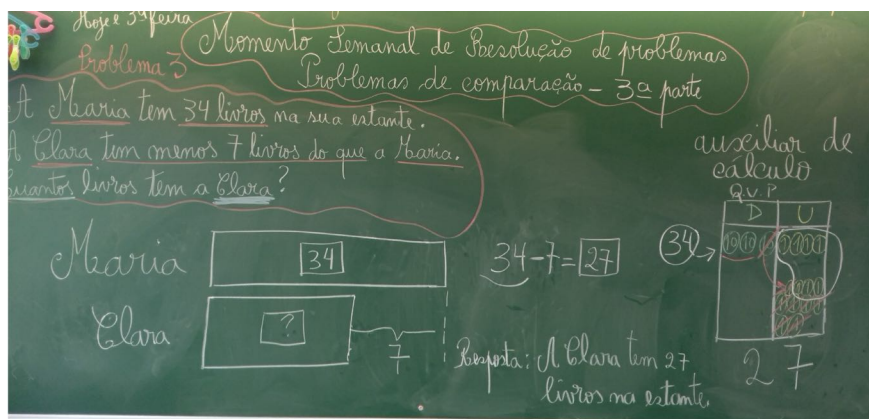 Hoje é 3ª feira
Momento Semanal de Resolução de problemas
Problemas de comparação - 3ª parte
Problema 3
A Maria tem 34 livros na sua estante.
A Clara tem menos 7 livros do que a Maria.
Quantos livros tem a Clara?
Maria
34
Clara
?
7
34-7=27
Resposta: A Clara tem 27
livros na estante.
auxiliar de
cálculo
Q.V.P
D U
34
27